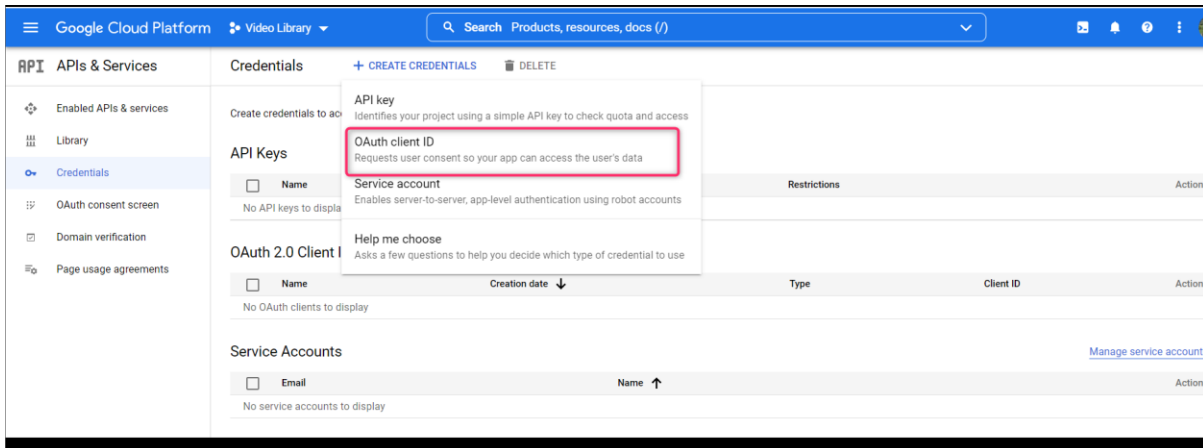 Google Cloud Platform Video Library Search Products, resources, docs (/)
API APIs & Services
Enabled APIs & services
Library
Credentials
OAuth consent screen
Domain verification
Page usage agreements
Credentials + CREATE CREDENTIALS DELETE
Create credentials to
API key
Identifies your project using a simple API key to check quota and access
OAuth client ID
Requests user consent so your app can access the user's data
Service account
Enables server-to-server, app-level authentication using robot accounts
Help me choose
Asks a few questions to help you decide which type of credential to use
API Keys
Name Restrictions Action
No API keys to displa
OAuth 2.0 Client I
Name Creation date Type Client ID Action
No OAuth clients to display
Service Accounts Manage service account
Email Name Action
No service accounts to display